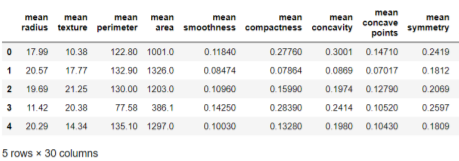 mean radius mean texture mean perimeter mean area mean smoothness mean compactness mean concavity mean concave points mean symmetry
0 17.99 10.38 122.80 1001.0 0.11840 0.27760 0.3001 0.14710 0.2419
1 20.57 17.77 132.90 1326.0 0.08474 0.07864 0.0869 0.07017 0.1812
2 19.69 21.25 130.00 1203.0 0.10960 0.15990 0.1974 0.12790 0.2069
3 11.42 20.38 77.58 386.1 0.14250 0.28390 0.2414 0.10520 0.2597
4 20.29 14.34 135.10 1297.0 0.10030 0.13280 0.1980 0.10430 0.1809
5 rows × 30 columns